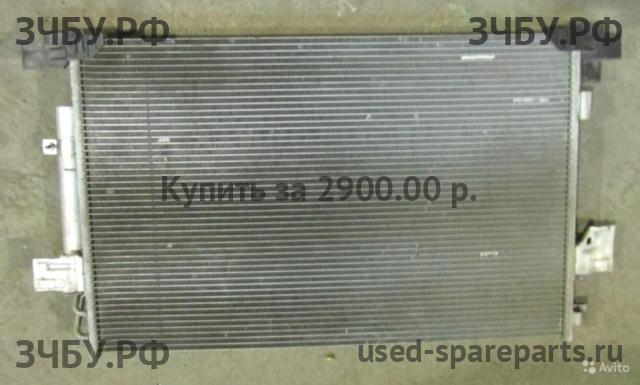 ЗЧБУ.РФ ЗЧБУ.РФ
Купить за 2900.00 р.
ЗЧБУ.РФ used-spareparts.ru
Avito